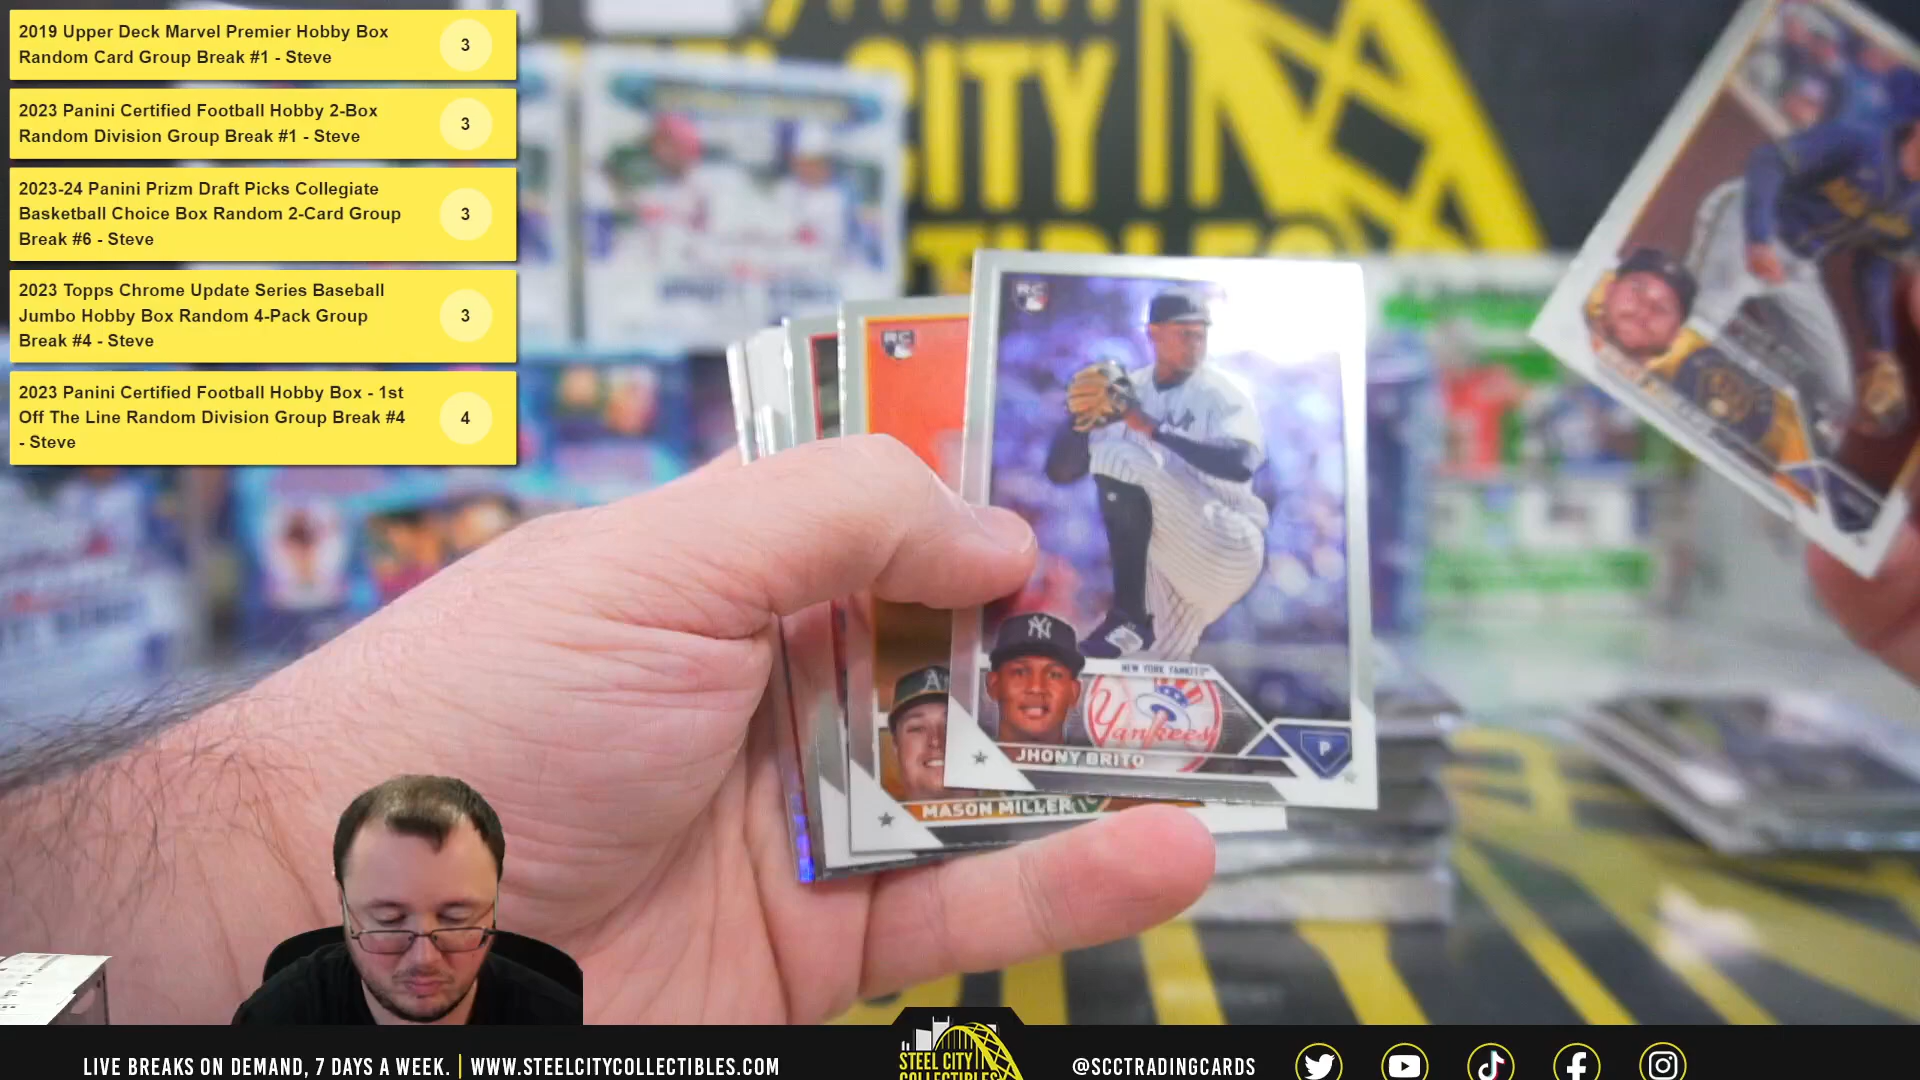 2019 Upper Deck Marvel Premier Hobby Box
Random Card Group Break #1 - Steve
3
2023 Panini Certified Football Hobby 2-Box
Random Division Group Break #1 - Steve
3
2023-24 Panini Prizm Draft Picks Collegiate
Basketball Choice Box Random 2-Card Group
Break #6 - Steve
3
2023 Topps Chrome Update Series Baseball
Jumbo Hobby Box Random 4-Pack Group
Break #4 - Steve
3
2023 Panini Certified Football Hobby Box - 1st
Off The Line Random Division Group Break #4
- Steve
4
CITY
RC
RC
NY
NEW YORK YANKEES
Yankees
JHONY BRITO
P
A's
MASON MILLER
LIVE BREAKS ON DEMAND, 7 DAYS A WEEK. | WWW.STEELCITYCOLLECTIBLES.COM
STEEL CITY
COLLECTIBLES
@SCCTRADINGCARDS